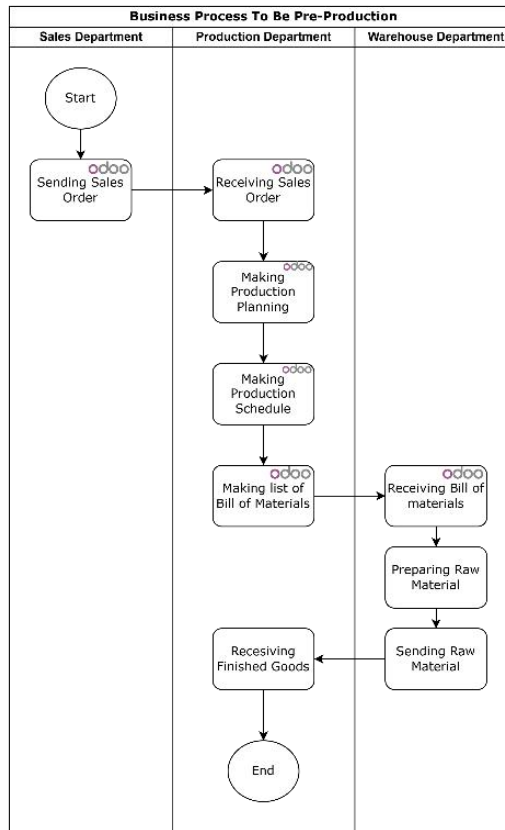 Business Process To Be Pre-Production
Sales Department
Production Department
Warehouse Department
Start
odoo
Sending Sales
Order
odoo
Receiving Sales
Order
odoo
Making
Production
Planning
odoo
Making
Production
Schedule
odoo
Making list of
Bill of Materials
odoo
Receiving Bill of
materials
Preparing Raw
Material
Sending Raw
Material
Recesiving
Finished Goods
End